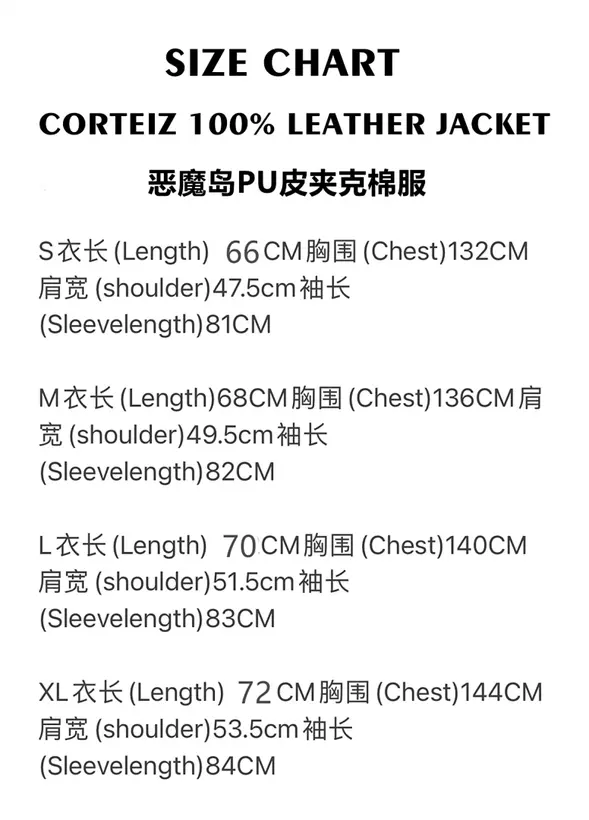 SIZE CHART
CORTEIZ 100% LEATHER JACKET
恶魔岛PU皮夹克棉服
S衣长(Length) 66CM胸围(Chest)132CM
肩宽(shoulder)47.5cm袖长
(Sleevelength)81CM
M衣长(Length)68CM胸围(Chest)136CM肩
宽(shoulder)49.5cm袖长
(Sleevelength)82CM
L衣长(Length) 70CM胸围(Chest)140CM
肩宽(shoulder)51.5cm袖长
(Sleevelength)83CM
XL衣长(Length) 72CM胸围(Chest)144CM
肩宽(shoulder)53.5cm袖长
(Sleevelength)84CM